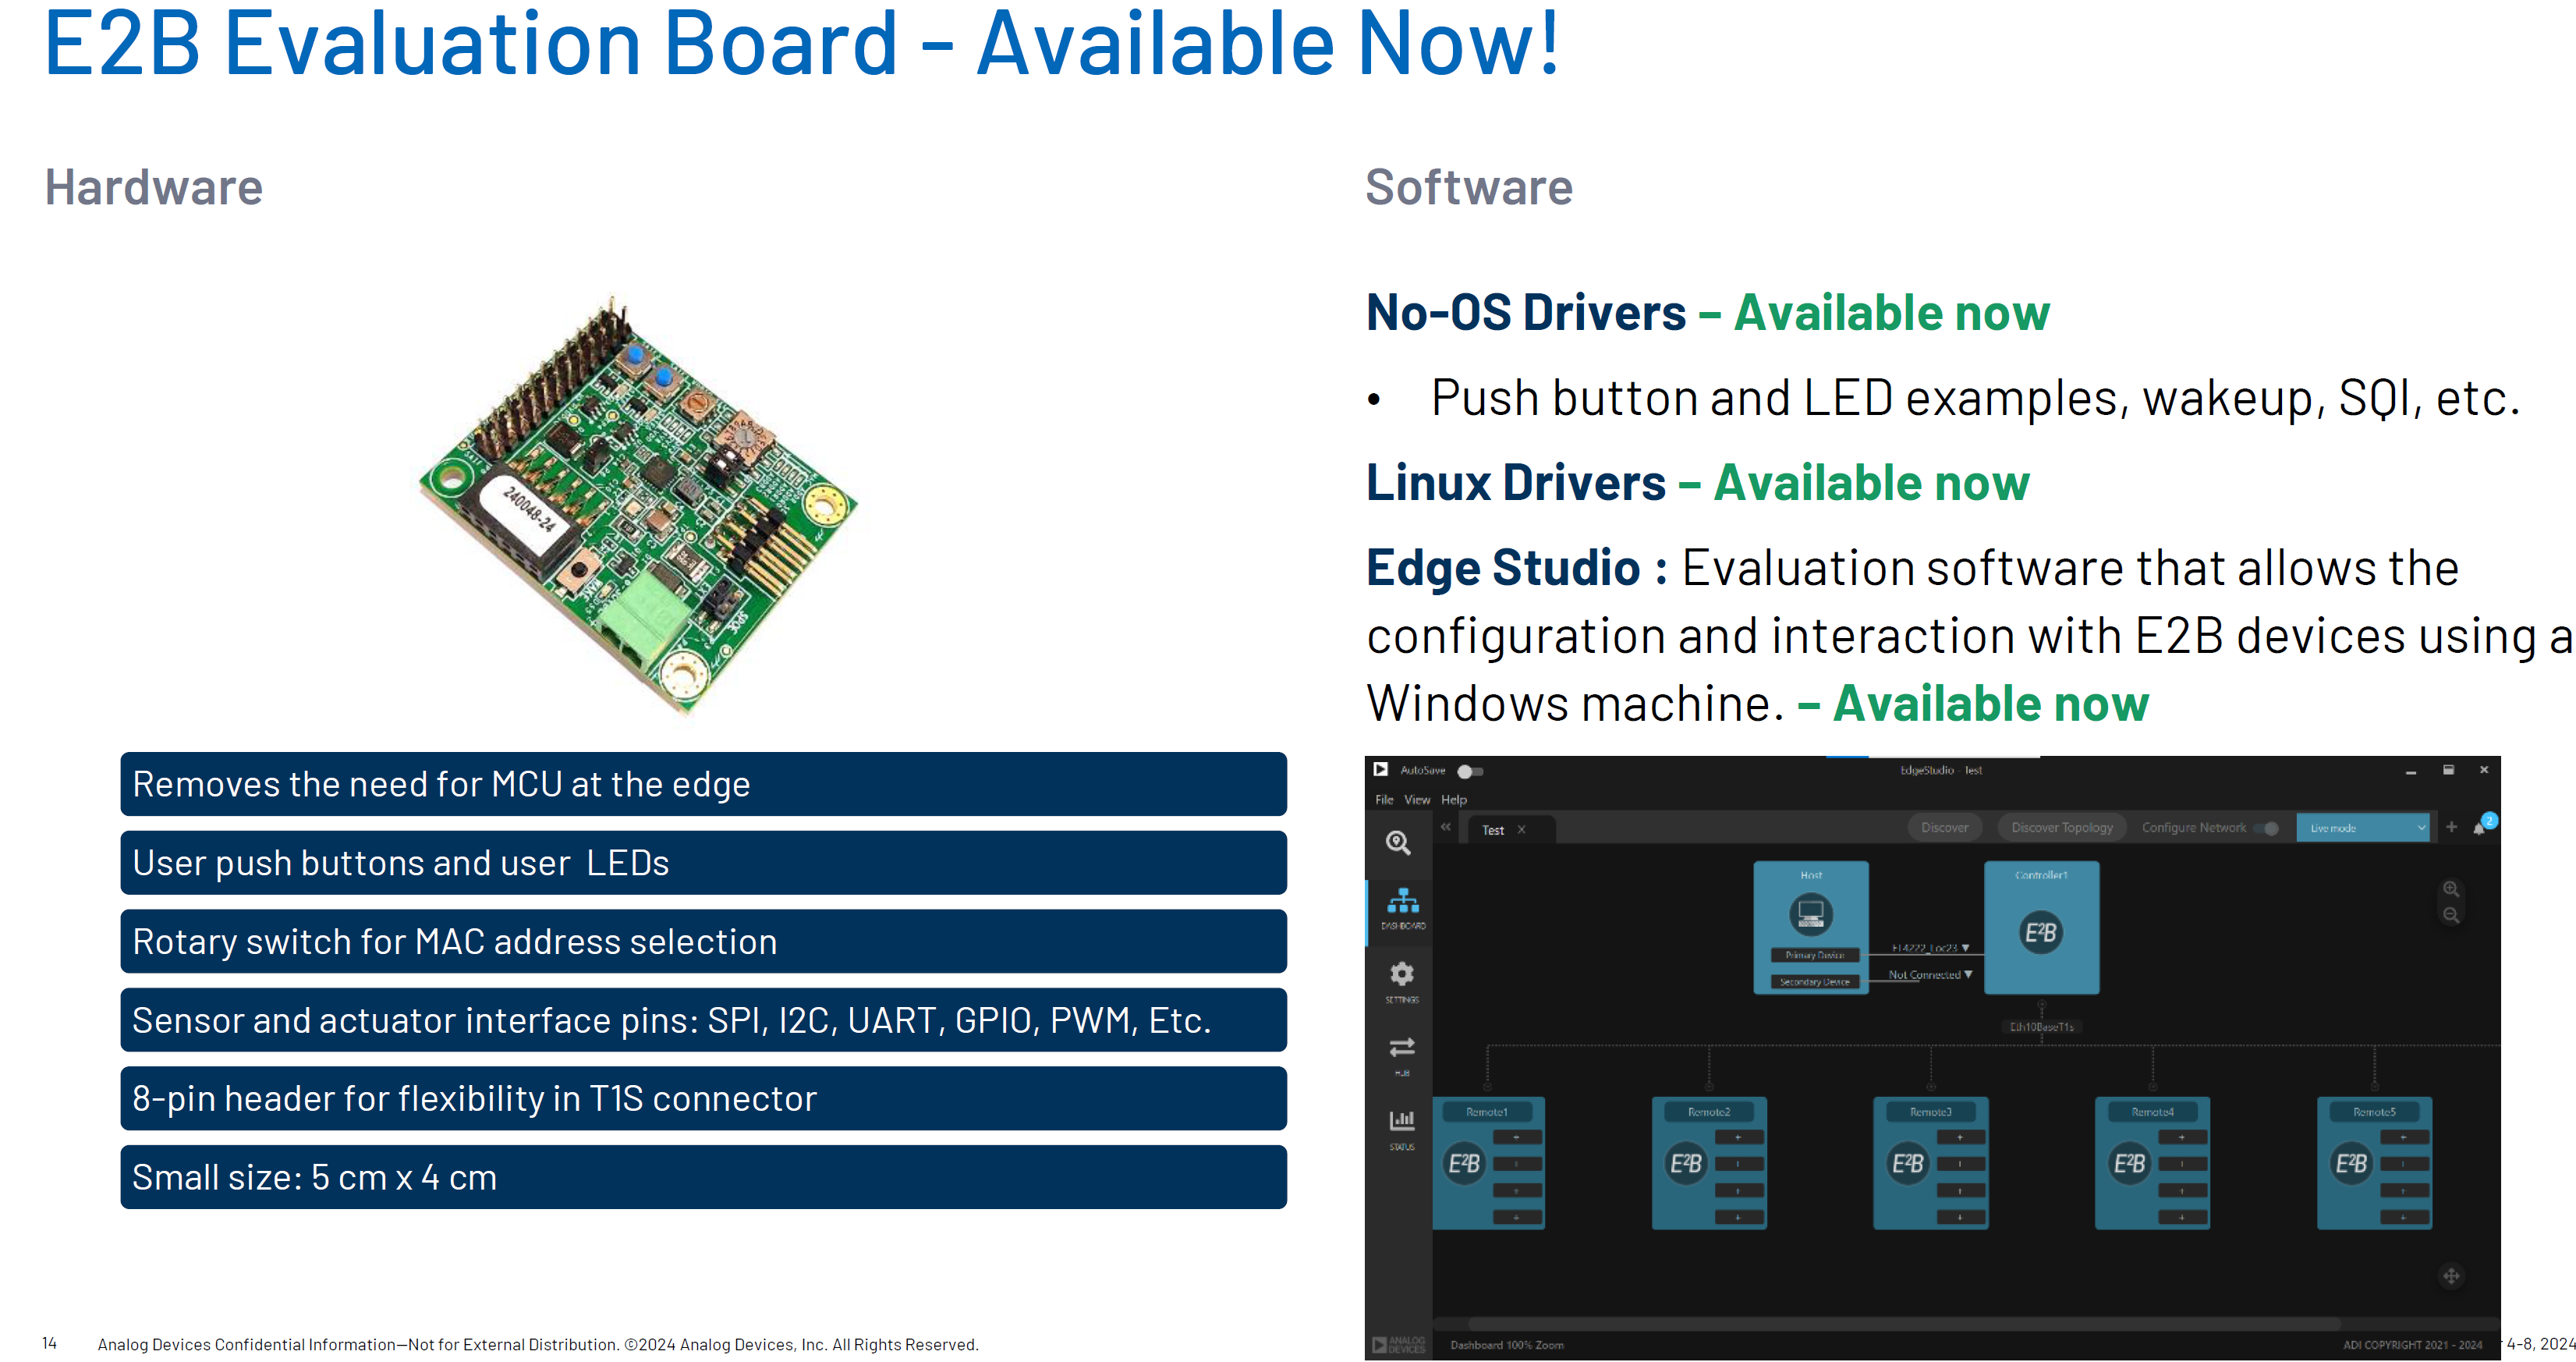 E2B Evaluation Board - Available Now!
Hardware
240048-24
Removes the need for MCU at the edge
User push buttons and user LEDs
Rotary switch for MAC address selection
Sensor and actuator interface pins: SPI, I2C, UART, GPIO, PWM, Etc.
8-pin header for flexibility in T1S connector
Small size: 5 cm x 4 cm
Software
No-OS Drivers – Available now
• Push button and LED examples, wakeup, SQI, etc.
Linux Drivers – Available now
Edge Studio : Evaluation software that allows the
configuration and interaction with E2B devices using a
Windows machine. – Available now
AutoSave
EdgeStudio - Test
File View Help
Test X
Discover
Discover Topology
Configure Network
Live mode
2
DASHBOARD
SETTINGS
HUB
STATUS
Host
Primary Device
Secondary Device
FT4222_Loc23
Not Connected
Controller1
E²B
Eth10BaseT1s
Remote1 Remote2 Remote3 Remote4 Remote5
E²B E²B E²B E²B E²B
ANALOG
DEVICES
Dashboard 100% Zoom
ADI COPYRIGHT 2021 - 2024
14 Analog Devices Confidential Information—Not for External Distribution. ©2024 Analog Devices, Inc. All Rights Reserved.
4-8, 2024